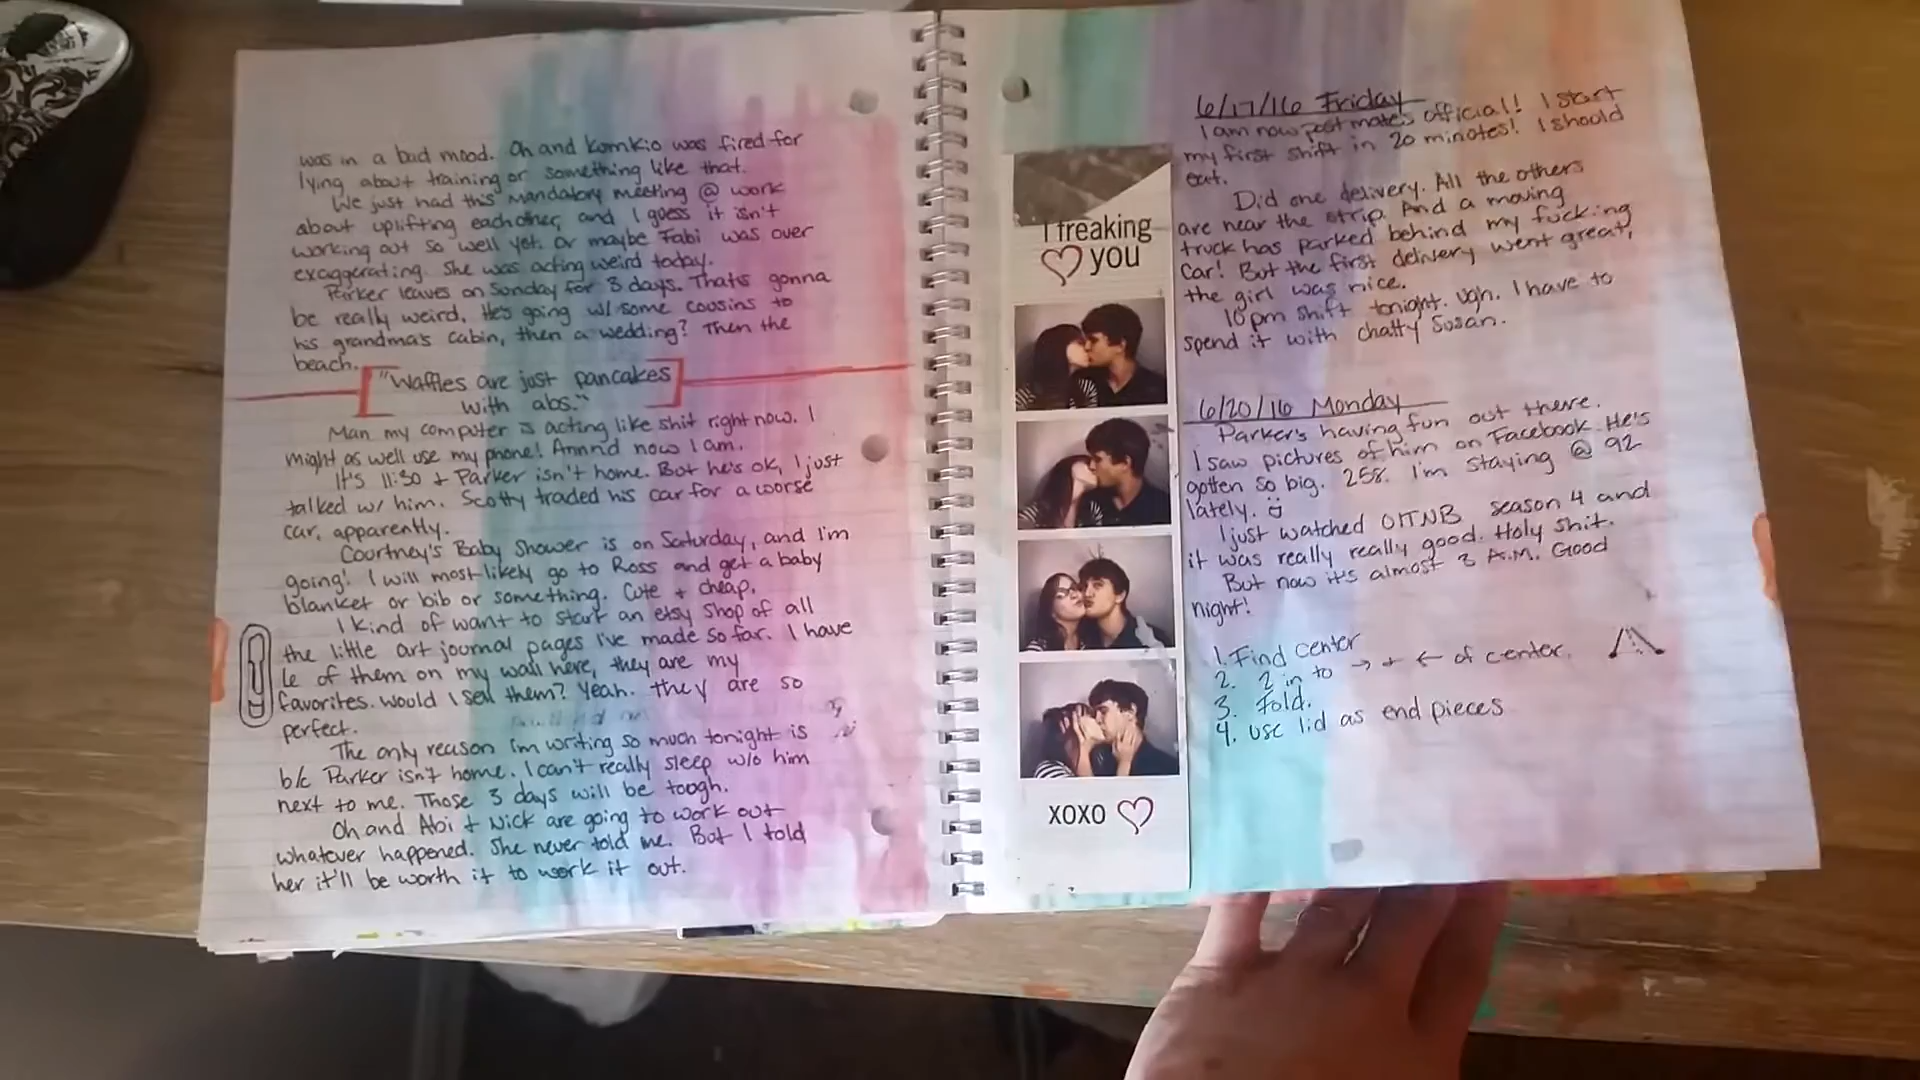 was in a bad mood. Oh and Komkio was fired for
lying about training or something like that.
We just had this mandatory meeting @ work
about uplifting eachother, and I guess it isn't
working out so well yet. Or maybe Fabi was over
exaggerating. She was acting weird today.
Parker leaves on Sunday for 3 days. Thats gonna
be really weird. He's going w/ some cousins to
his grandma's cabin, then a wedding? Then the
beach.
"Waffles are just pancakes
with abs."
Man my computer is acting like shit right now. I
might as well use my phone! Annnd now I am.
It's 11:30 + Parker isn't home. But he's ok, I just
talked w/ him. Scotty traded his car for a worse
car, apparently.
Courtney's Baby Shower is on Saturday, and I'm
going! I will most likely go to Ross and get a baby
blanket or bib or something. Cute + cheap.
I kind of want to start an etsy shop of all
the little art journal pages I've made so far. I have
6 of them on my wall here, they are my
favorites. Would I sell them? Yeah. They are so
perfect.
The only reason I'm writing so much tonight is
b/c Parker isn't home. I can't really sleep w/o him
next to me. Those 3 days will be tough.
Oh and Abi + Nick are going to work out
whatever happened. She never told me. But I told
her it'll be worth it to work it out.
I freaking
you
xoxo
6/17/16 Friday
I am now postmates official! I start
my first shift in 20 minutes! I should
eat.
Did one delivery. All the others
are near the strip. And a moving
truck has parked behind my fucking
car! But the first delivery went great,
the girl was nice.
10pm shift tonight. Ugh. I have to
spend it with chatty Susan.
6/20/16 Monday
Parker's having fun out there.
I saw pictures of him on Facebook. He's
gotten so big. 258. I'm staying @ 92
lately.
I just watched OITNB season 4 and
it was really really good. Holy shit.
But now it's almost 3 A.M. Good
night!
1. Find center
2. 2 in to → + ← of center.
3. Fold.
4. Use lid as end pieces